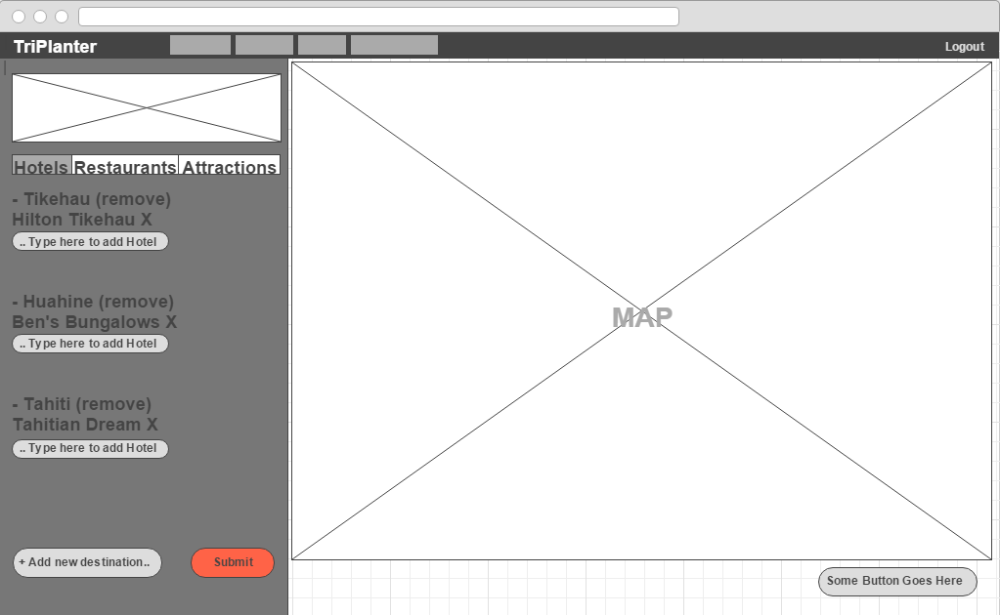 TriPlanter
Logout
Hotels Restaurants Attractions
- Tikehau (remove)
Hilton Tikehau X
.. Type here to add Hotel
- Huahine (remove)
Ben's Bungalows X
.. Type here to add Hotel
- Tahiti (remove)
Tahitian Dream X
.. Type here to add Hotel
+ Add new destination..
Submit
MAP
Some Button Goes Here